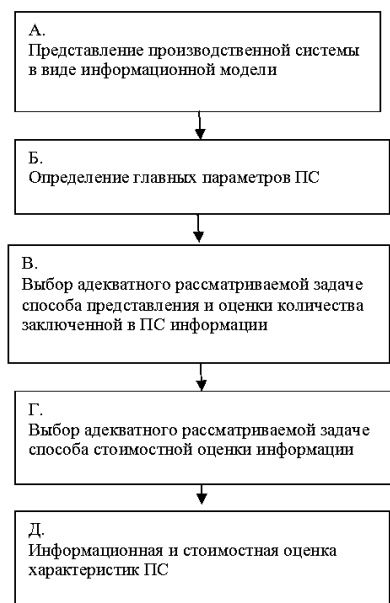 А.
Представление производственной системы
в виде информационной модели
Б.
Определение главных параметров ПС
В.
Выбор адекватного рассматриваемой задаче
способа представления и оценки количества
заключенной в ПС информации
Г.
Выбор адекватного рассматриваемой задаче
способа стоимостной оценки информации
Д.
Информационная и стоимостная оценка
характеристик ПС